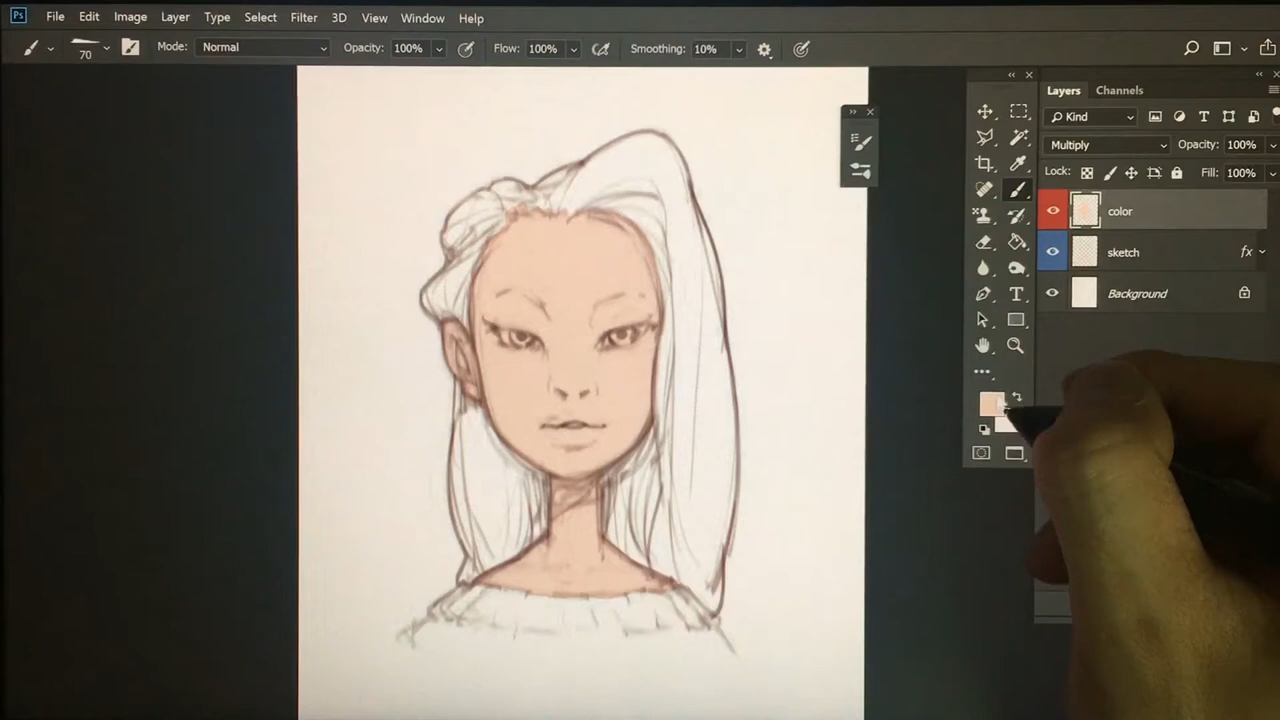 Ps File Edit Image Layer Type Select Filter 3D View Window Help
70 Mode: Normal Opacity: 100% Flow: 100% Smoothing: 10%
Layers Channels
Kind
Multiply Opacity: 100%
Lock: Fill: 100%
color
sketch fx
Background